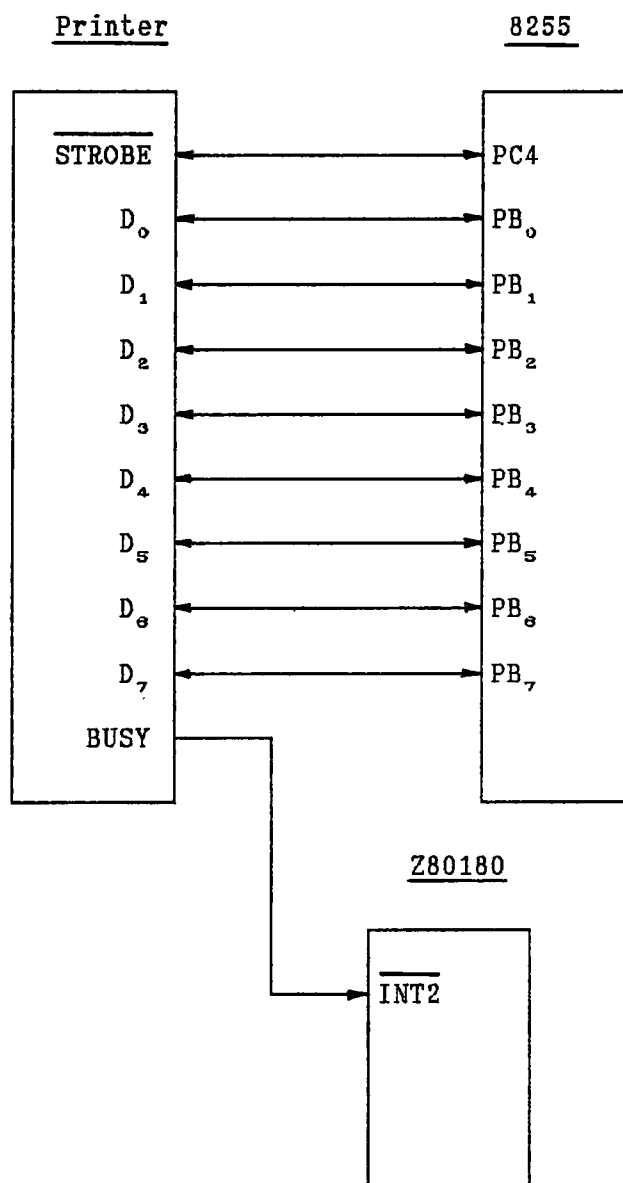 Printer 8255
STROBE PC4
D₀ PB₀
D₁ PB₁
D₂ PB₂
D₃ PB₃
D₄ PB₄
D₅ PB₅
D₆ PB₆
D₇ PB₇
BUSY
Z80180
INT2